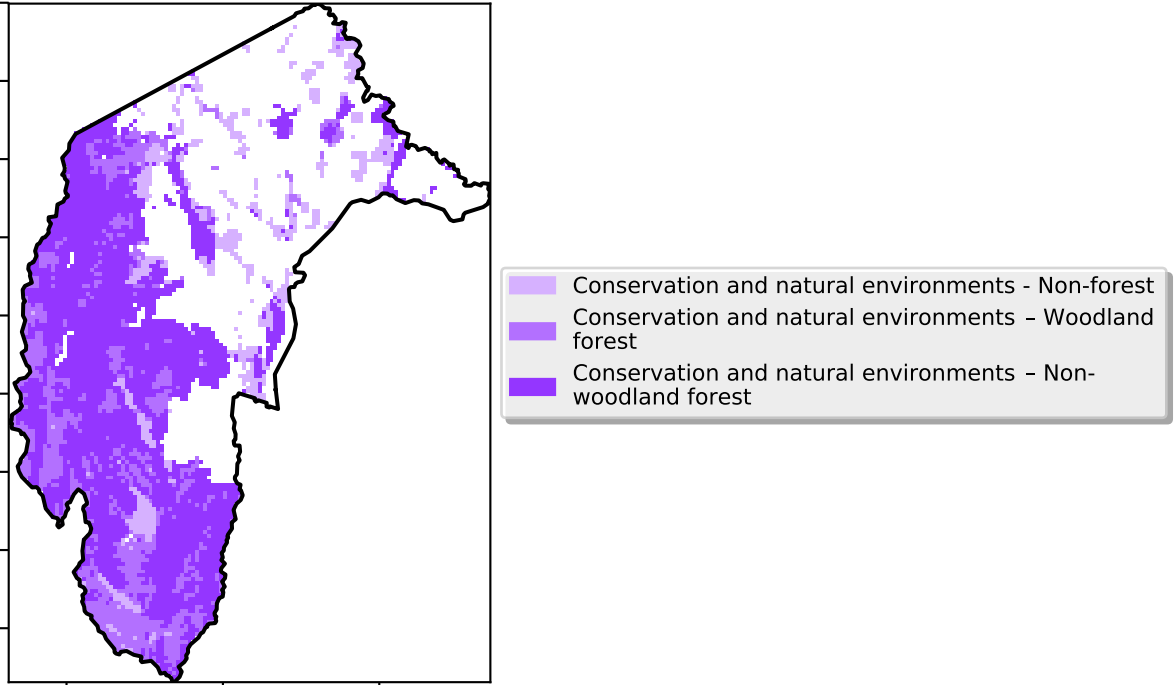 Conservation and natural environments - Non-forest
Conservation and natural environments – Woodland
forest
Conservation and natural environments – Non-
woodland forest